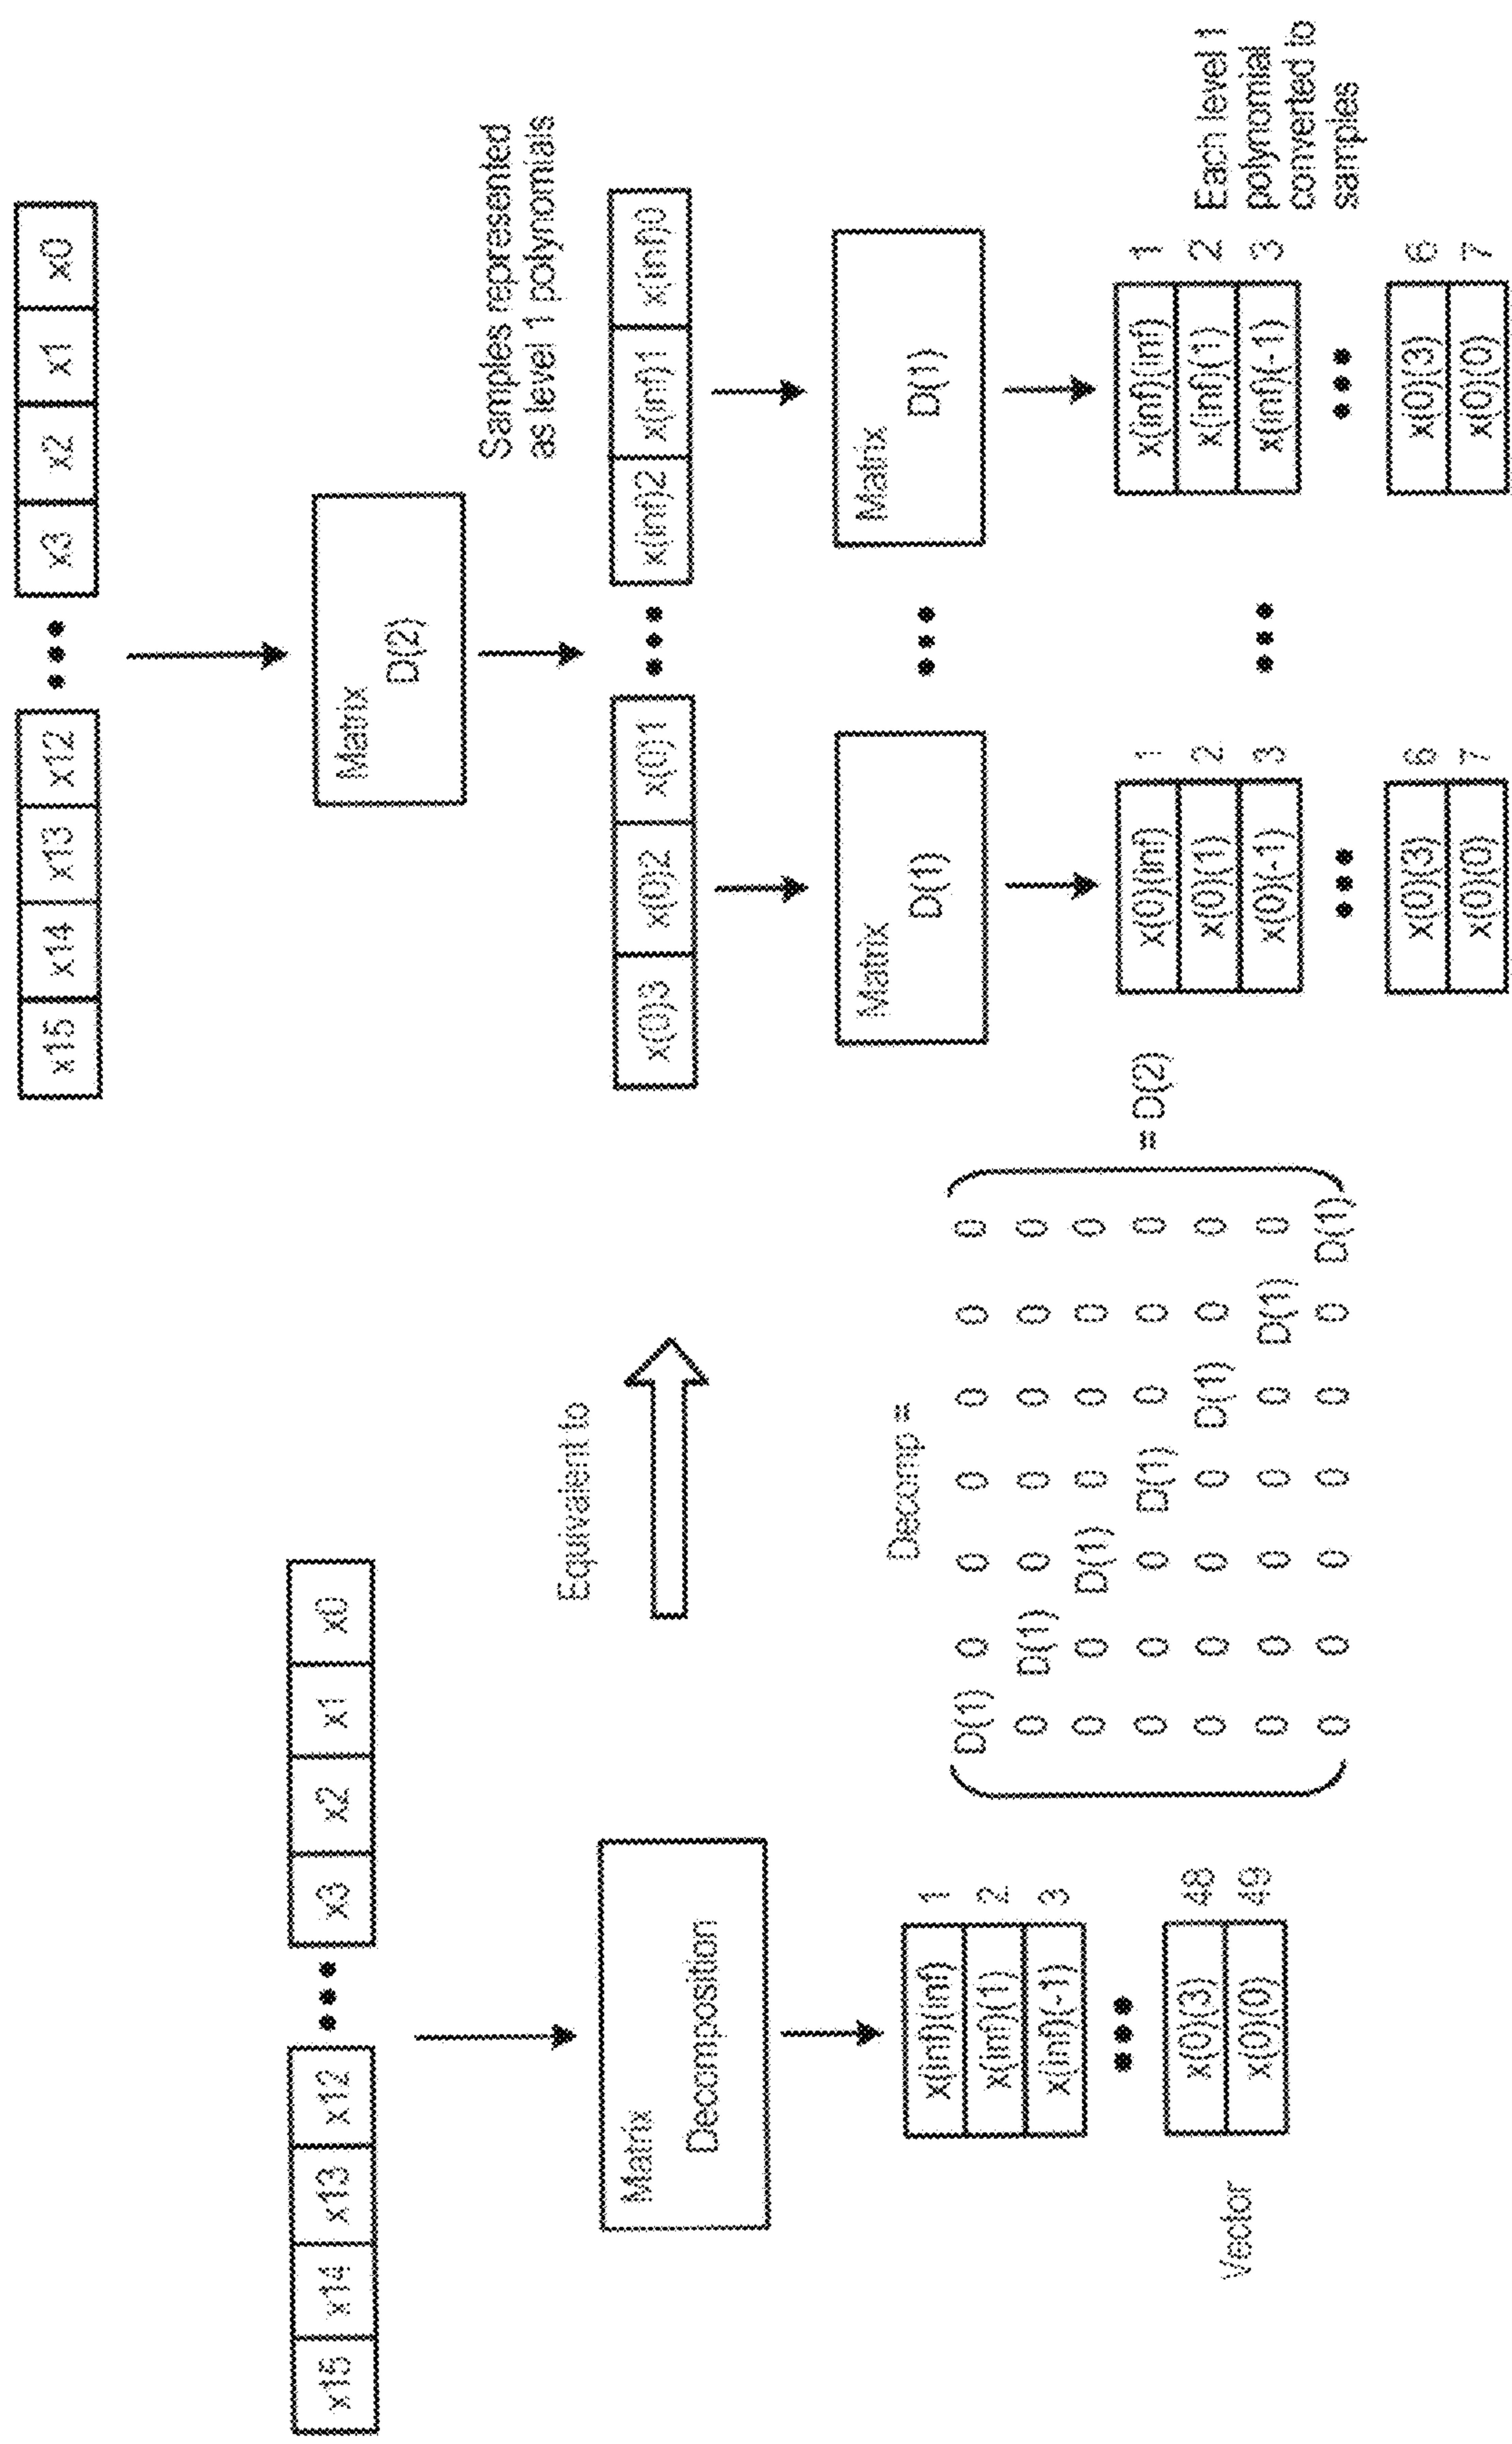 x15 x14 x13 x12 ••• x3 x2 x1 x0
Matrix
Decomposition
x(inf)(inf) 1
x(inf)(1) 2
x(inf)(-1) 3
•••
x(0)(3) 48
x(0)(0) 49
Vector
Equivalent to
Decomp =
D(1) 0 0 0 0 0 0
0 D(1) 0 0 0 0 0
0 0 D(1) 0 0 0 0
0 0 0 D(1) 0 0 0 = D(2)
0 0 0 0 D(1) 0 0
0 0 0 0 0 D(1) 0
0 0 0 0 0 0 D(1)
x15 x14 x13 x12 ••• x3 x2 x1 x0
Matrix
D(2)
Samples represented
as level 1 polynomials
x(0)3 x(0)2 x(0)1 ••• x(inf)2 x(inf)1 x(inf)0
Matrix
D(1)
•••
Matrix
D(1)
x(0)(inf) 1
x(0)(1) 2
x(0)(-1) 3
•••
x(0)(3) 6
x(0)(0) 7
•••
x(inf)(inf) 1
x(inf)(1) 2
x(inf)(-1) 3
•••
x(0)(3) 6
x(0)(0) 7
Each level 1
polynomial
converted to
samples